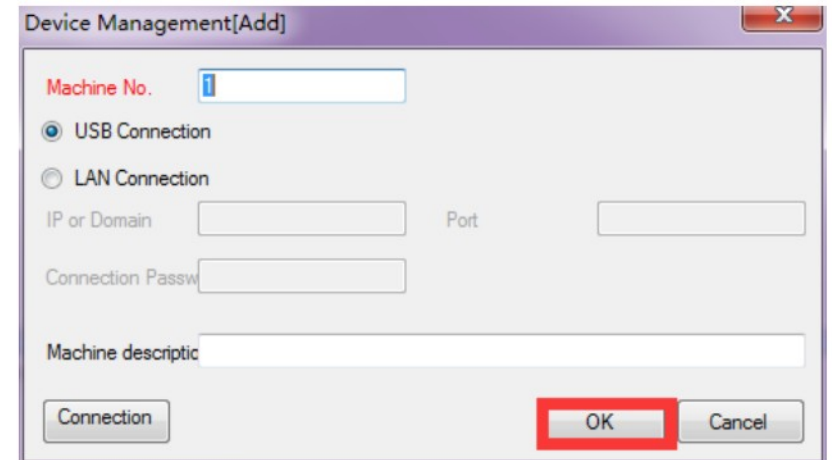 Device Management[Add]
Machine No. 1
USB Connection
LAN Connection
IP or Domain Port
Connection Passw
Machine descriptic
Connection OK Cancel